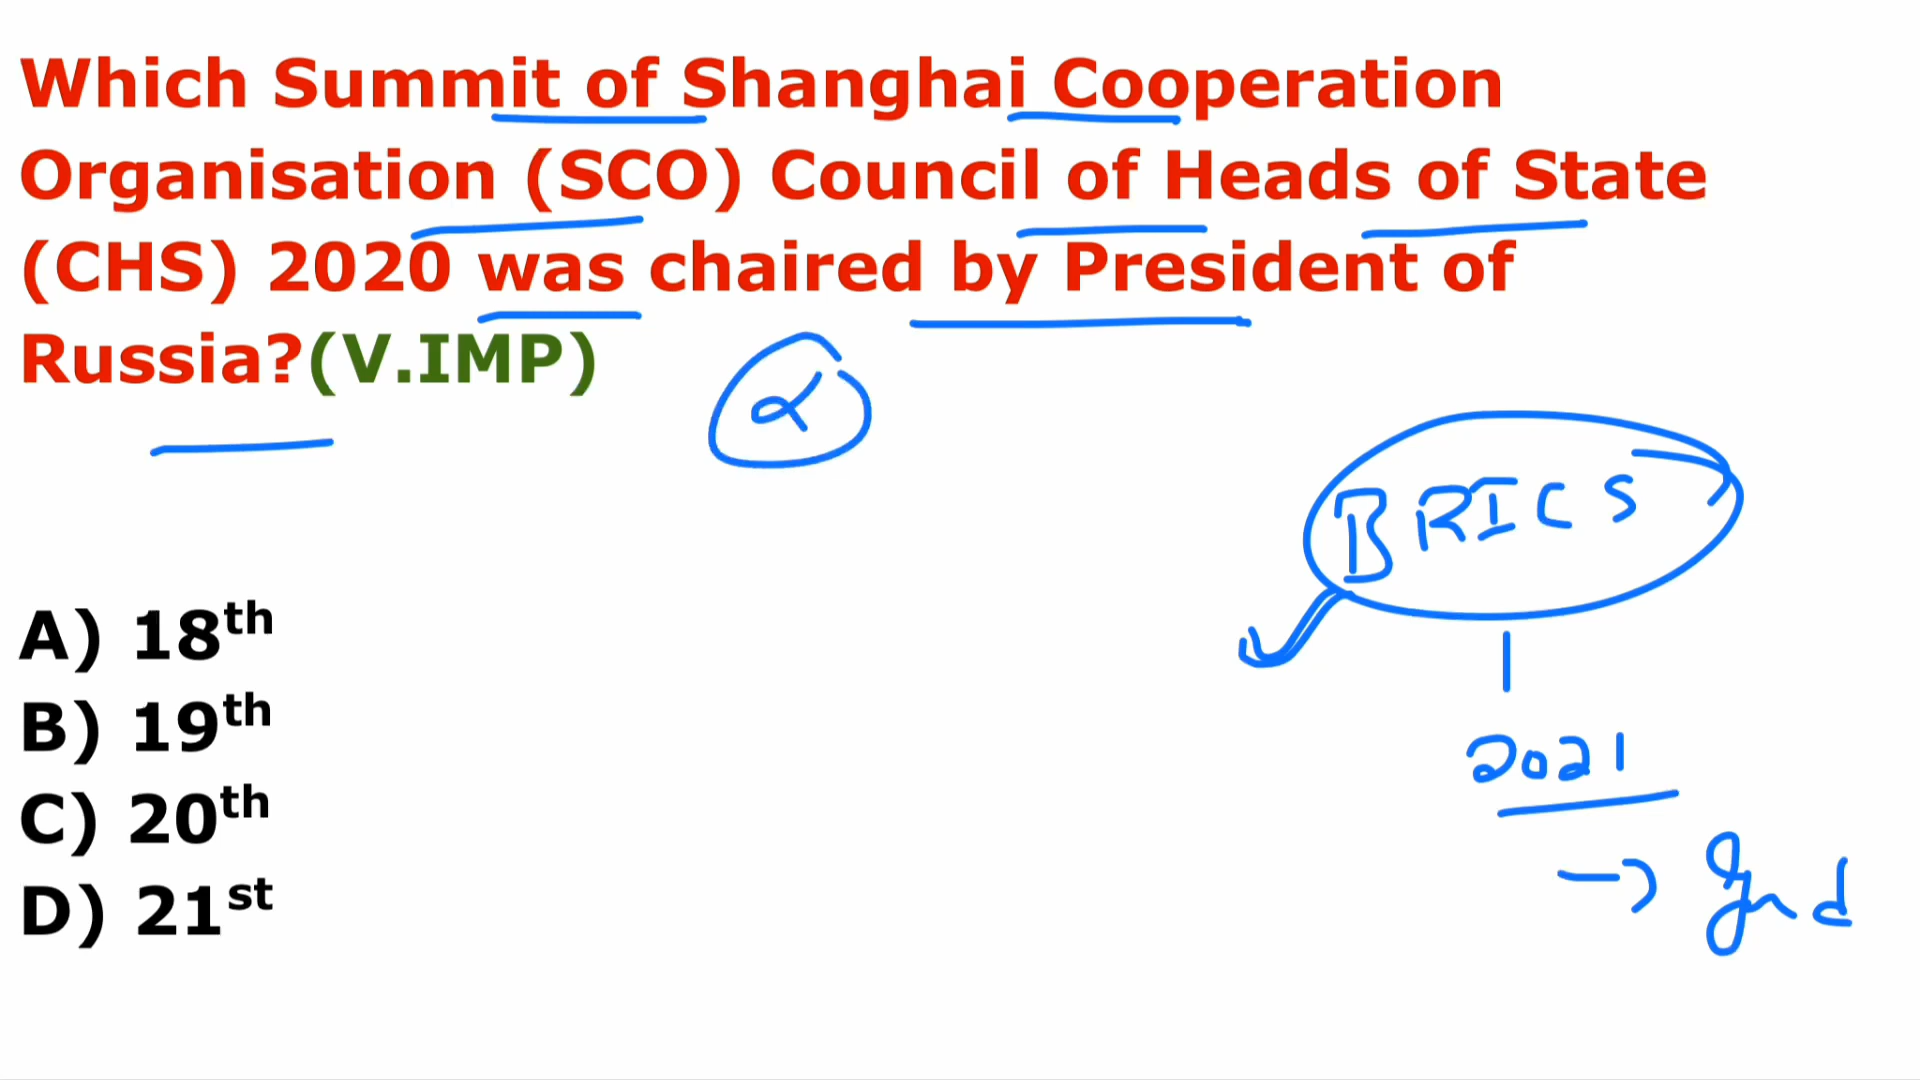 Which Summit of Shanghai Cooperation
Organisation (SCO) Council of Heads of State
(CHS) 2020 was chaired by President of
Russia?(V.IMP)
α
BRICS
A) 18th
B) 19th
2021
C) 20th
D) 21st